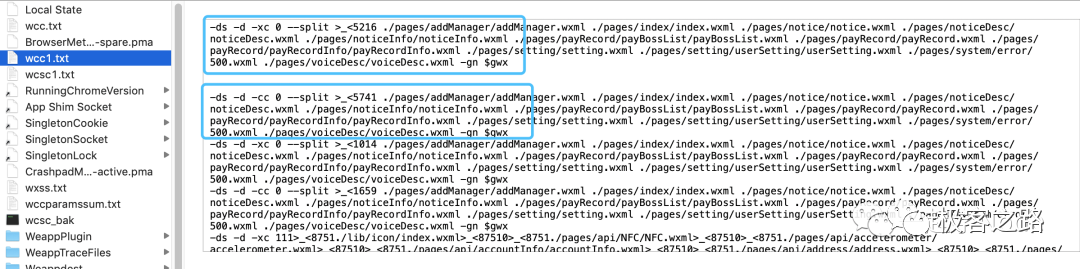 Local State
wcc.txt
BrowserMet...-spare.pma
wcc1.txt
wcsc1.txt
RunningChromeVersion
App Shim Socket
SingletonCookie
SingletonSocket
SingletonLock
CrashpadM...-active.pma
wxss.txt
wccparamssum.txt
wcsc_bak
WeappPlugin
WeappTraceFiles
Weappdest
-ds -d -xc 0 --split >_<5216 ./pages/addManager/addManager.wxml ./pages/index/index.wxml ./pages/notice/notice.wxml ./pages/noticeDesc/
noticeDesc.wxml ./pages/noticeInfo/noticeInfo.wxml ./pages/payRecord/payBossList/payBossList.wxml ./pages/payRecord/payRecord.wxml ./pages/
payRecord/payRecordInfo/payRecordInfo.wxml ./pages/setting/setting.wxml ./pages/setting/userSetting/userSetting.wxml ./pages/system/error/
500.wxml ./pages/voiceDesc/voiceDesc.wxml -gn $gwx
-ds -d -cc 0 --split >_<5741 ./pages/addManager/addManager.wxml ./pages/index/index.wxml ./pages/notice/notice.wxml ./pages/noticeDesc/
noticeDesc.wxml ./pages/noticeInfo/noticeInfo.wxml ./pages/payRecord/payBossList/payBossList.wxml ./pages/payRecord/payRecord.wxml ./pages/
payRecord/payRecordInfo/payRecordInfo.wxml ./pages/setting/setting.wxml ./pages/setting/userSetting/userSetting.wxml ./pages/system/error/
500.wxml ./pages/voiceDesc/voiceDesc.wxml -gn $gwx
-ds -d -xc 0 --split >_<1014 ./pages/addManager/addManager.wxml ./pages/index/index.wxml ./pages/notice/notice.wxml ./pages/noticeDesc/
noticeDesc.wxml ./pages/noticeInfo/noticeInfo.wxml ./pages/payRecord/payBossList/payBossList.wxml ./pages/payRecord/payRecord.wxml ./pages/
payRecord/payRecordInfo/payRecordInfo.wxml ./pages/setting/setting.wxml ./pages/setting/userSetting/userSetting.wxml ./pages/system/error/
500.wxml ./pages/voiceDesc/voiceDesc.wxml -gn $gwx
-ds -d -cc 0 --split >_<1659 ./pages/addManager/addManager.wxml ./pages/index/index.wxml ./pages/notice/notice.wxml ./pages/noticeDesc/
noticeDesc.wxml ./pages/noticeInfo/noticeInfo.wxml ./pages/payRecord/payBossList/payBossList.wxml ./pages/payRecord/payRecord.wxml ./pages/
payRecord/payRecordInfo/payRecordInfo.wxml ./pages/setting/setting.wxml ./pages/setting/userSetting/userSetting.wxml
500.wxml ./pages/voiceDesc/voiceDesc.wxml -gn $gwx
-ds -d -xc 111>_<8751./lib/icon/index.wxml>_<87510>_<8751./pages/api/NFC/NFC.wxml>_<87510>_<8751./pages/api/accelerometer/
accelerometer.wxml>_<87510>_<8751./pages/api/accountInfo/accountInfo.wxml>_<87510>_<8751./pages/api/address/address.wxml>_<87510>_<8751./pages/
极客之路